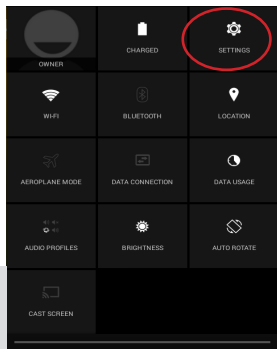 OWNER
CHARGED
SETTINGS
WI-FI
BLUETOOTH
LOCATION
AEROPLANE MODE
DATA CONNECTION
DATA USAGE
AUDIO PROFILES
BRIGHTNESS
AUTO ROTATE
CAST SCREEN